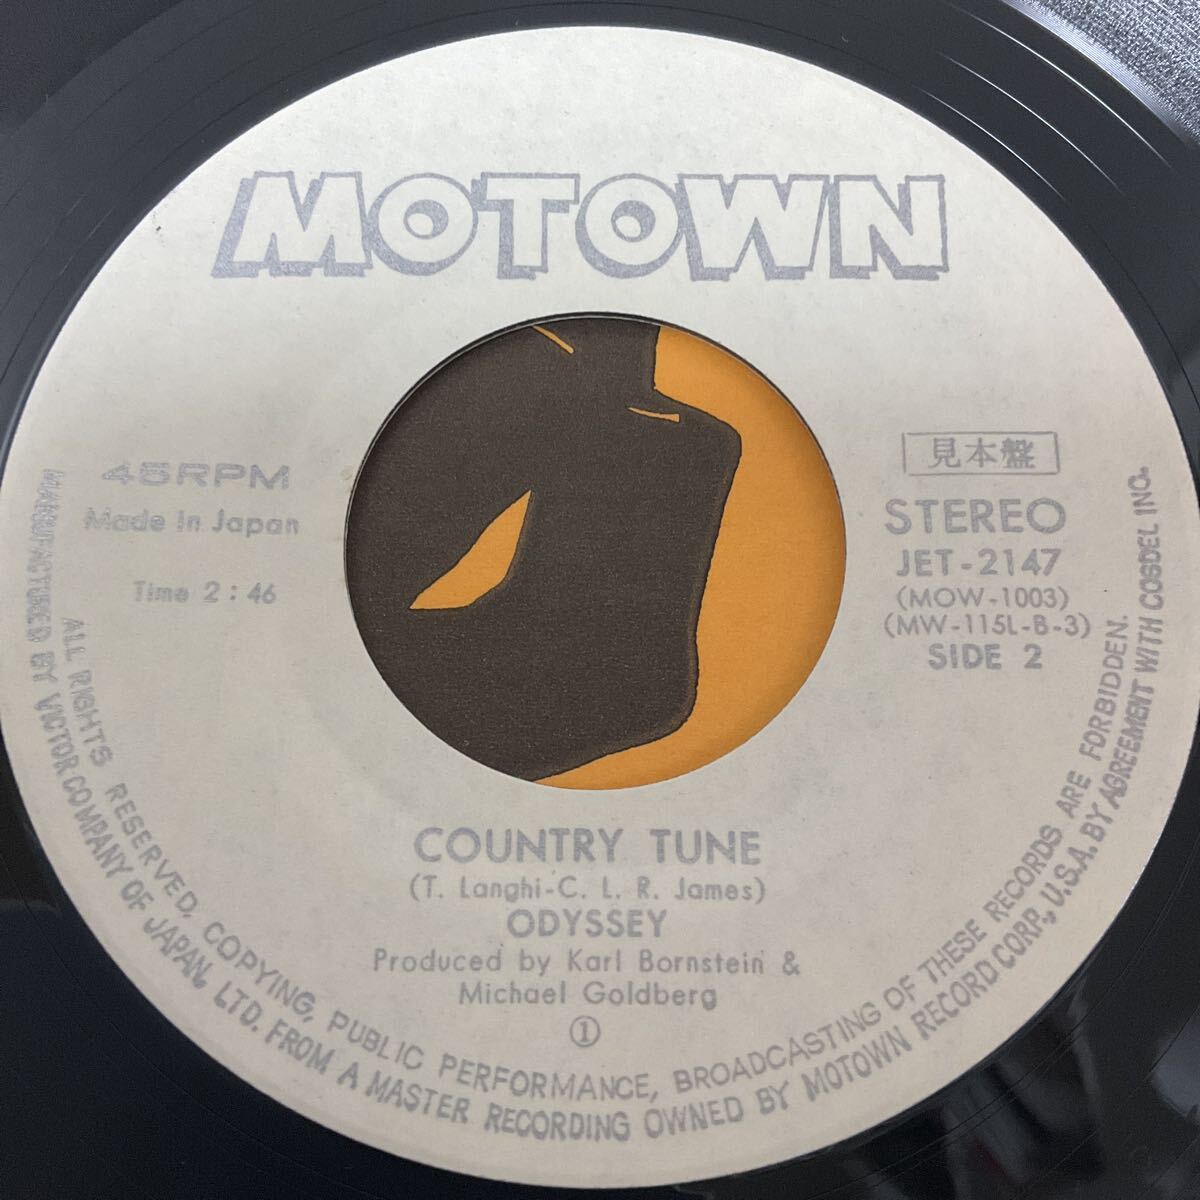 MOTOWN
45RPM
Made in Japan
Time 2:46
見本盤
STEREO
JET-2147
(MOW-1003)
(MW-115L-B-3)
SIDE 2
COUNTRY TUNE
(T. Langhi-C. L. R. James)
ODYSSEY
Produced by Karl Bornstein &
Michael Goldberg
①
ALL RIGHTS RESERVED, COPYING, PUBLIC PERFORMANCE, BROADCASTING OF THESE RECORDS ARE FORBIDDEN.
MANUFACTURED BY VICTOR COMPANY OF JAPAN, LTD. FROM A MASTER RECORDING OWNED BY MOTOWN RECORD CORP., U.S.A. BY AGREEMENT WITH COSDEL INC.